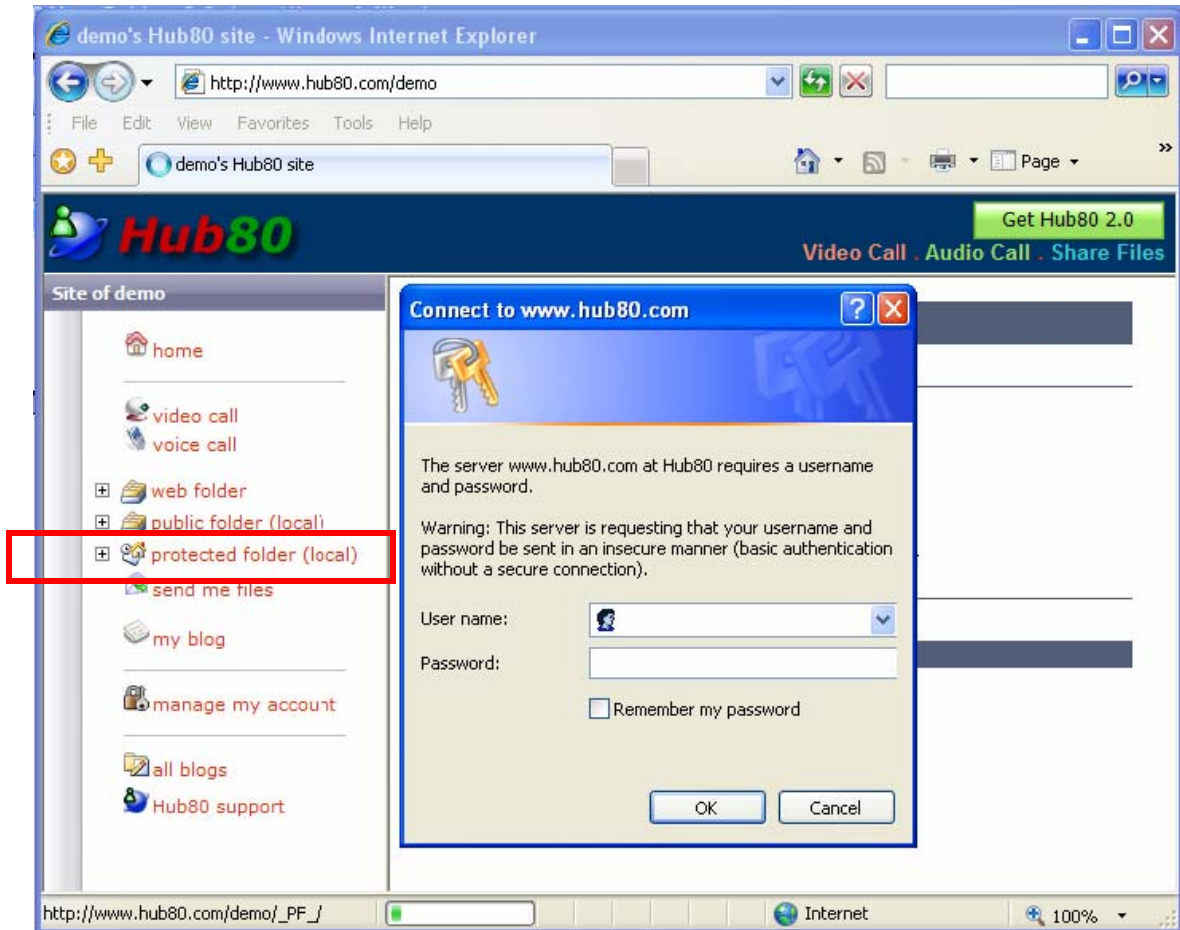 demo's Hub80 site - Windows Internet Explorer
http://www.hub80.com/demo
File Edit View Favorites Tools Help
demo's Hub80 site
Page
»
Hub80
Get Hub80 2.0
Video Call . Audio Call . Share Files
Site of demo
home
video call
voice call
web folder
public folder (local)
protected folder (local)
send me files
my blog
manage my account
all blogs
Hub80 support
Connect to www.hub80.com
The server www.hub80.com at Hub80 requires a username
and password.
Warning: This server is requesting that your username and
password be sent in an insecure manner (basic authentication
without a secure connection).
User name:
Password:
Remember my password
OK Cancel
http://www.hub80.com/demo/_PF_/ Internet 100%